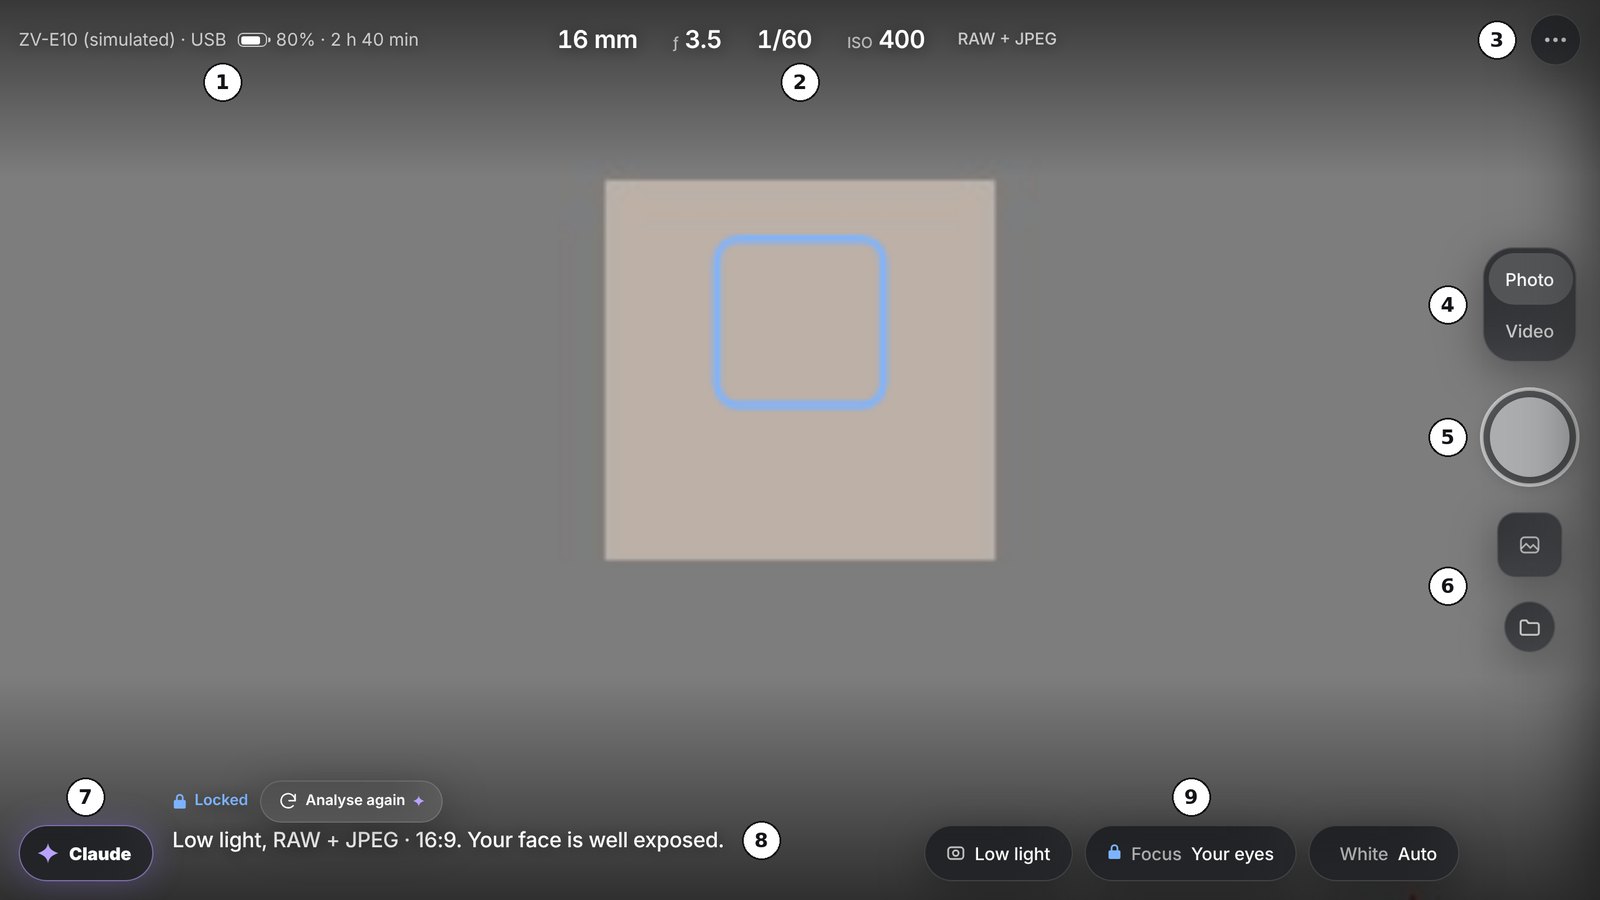 ZV-E10 (simulated) · USB 80% · 2 h 40 min
16 mm ƒ 3.5 1/60 ISO 400 RAW + JPEG
3
1
2
Photo
4
Video
5
6
7
9
Locked Analyse again
Claude
Low light, RAW + JPEG · 16:9. Your face is well exposed.
8
Low light
Focus Your eyes
White Auto